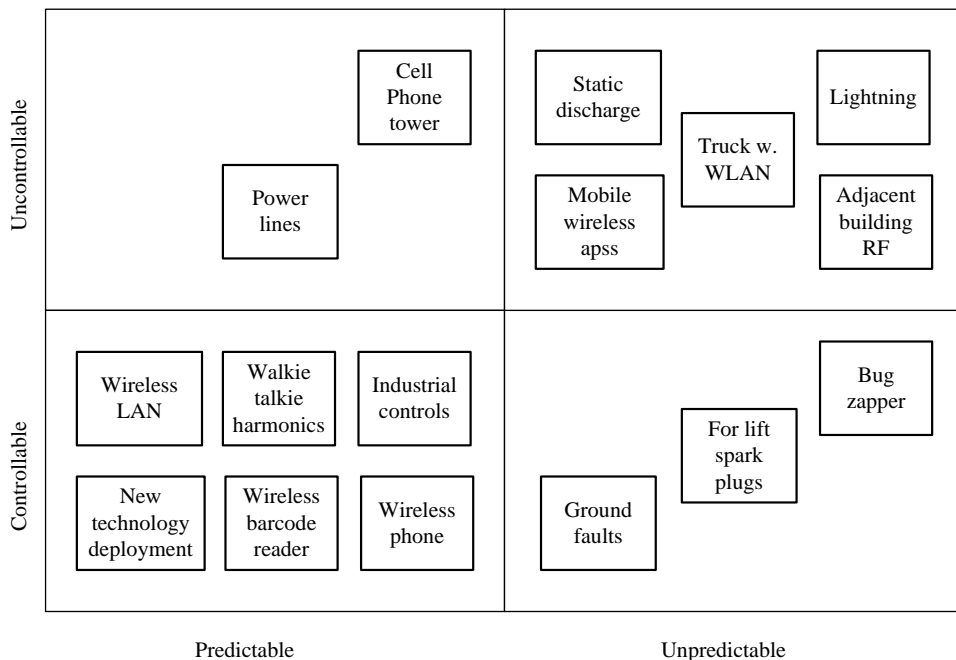 Uncontrollable
Cell
Phone
tower
Power
lines
Static
discharge
Truck w.
WLAN
Lightning
Mobile
wireless
apss
Adjacent
building
RF
Controllable
Wireless
LAN
Walkie
talkie
harmonics
Industrial
controls
New
technology
deployment
Wireless
barcode
reader
Wireless
phone
Bug
zapper
For lift
spark
plugs
Ground
faults
Predictable
Unpredictable